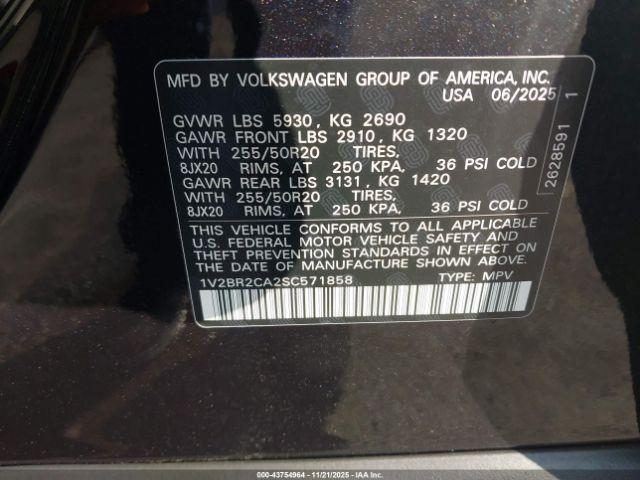 MFD BY VOLKSWAGEN GROUP OF AMERICA, INC.
USA 06/2025
GVWR LBS 5930, KG 2690
GAWR FRONT LBS 2910, KG 1320
WITH 255/50R20 TIRES,
8JX20 RIMS, AT 250 KPA, 36 PSI COLD
GAWR REAR LBS 3131, KG 1420
WITH 255/50R20 TIRES,
8JX20 RIMS, AT 250 KPA, 36 PSI COLD
THIS VEHICLE CONFORMS TO ALL APPLICABLE
U.S. FEDERAL MOTOR VEHICLE SAFETY AND
THEFT PREVENTION STANDARDS IN EFFECT ON THE
DATE OF MANUFACTURE SHOWN ABOVE.
1V2BR2CA2SC571858 TYPE: MPV
2628591 1
000-43754964 | 11/21/2025 | IAAI.COM